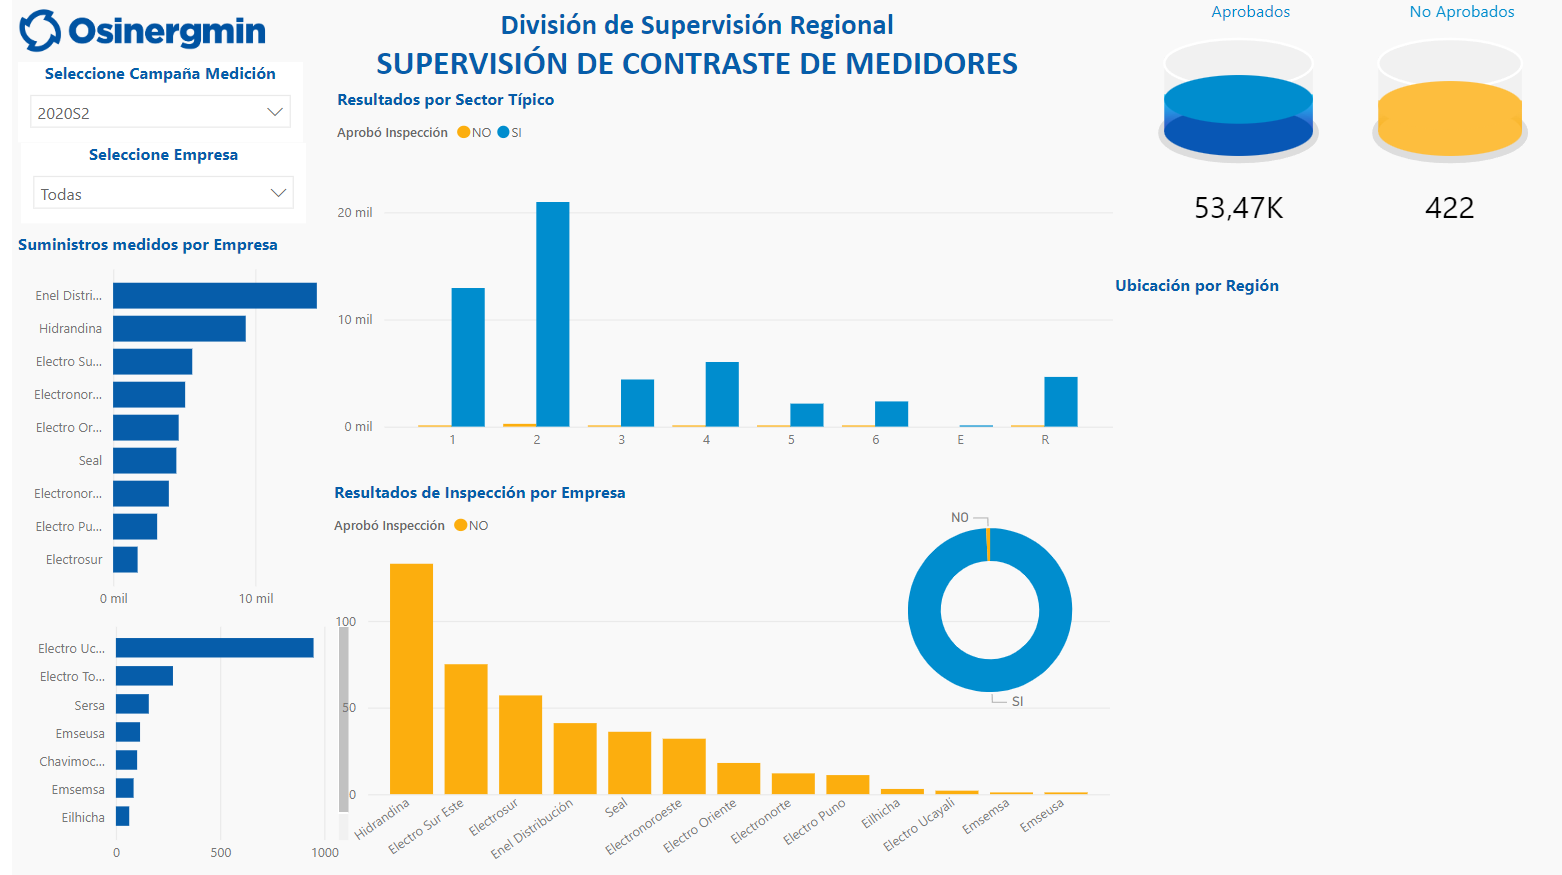 Osinergmin
División de Supervisión Regional
SUPERVISIÓN DE CONTRASTE DE MEDIDORES
Seleccione Campaña Medición
2020S2
Seleccione Empresa
Todas
Suministros medidos por Empresa
Enel Distri...
Hidrandina
Electro Su...
Electronor...
Electro Or...
Seal
Electronor...
Electro Pu...
Electrosur
0 mil
10 mil
Electro Uc...
Electro To...
Sersa
Emseusa
Chavimoc...
Emsemsa
Eilhicha
0
500
1000
Resultados por Sector Típico
Aprobó Inspección NO SI
20 mil
10 mil
0 mil
1
2
3
4
5
6
E
R
Resultados de Inspección por Empresa
Aprobó Inspección NO
100
50
0
Hidrandina
Electro Sur Este
Electrosur
Enel Distribución
Seal
Electronoroeste
Electro Oriente
Electronorte
Electro Puno
Eilhicha
Electro Ucayali
Emsemsa
Emseusa
NO
SI
Aprobados
53,47K
No Aprobados
422
Ubicación por Región